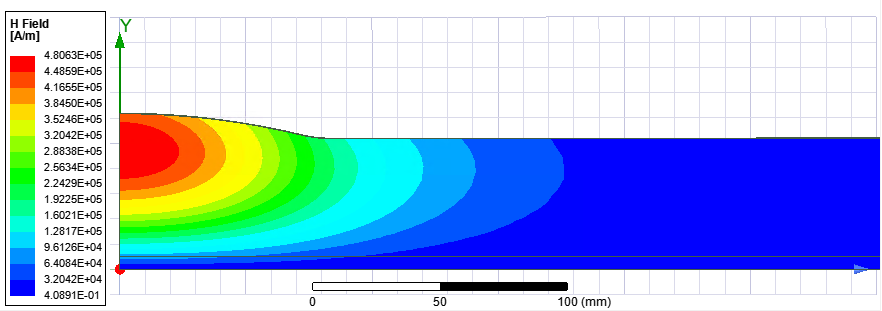 H Field
[A/m]
4.8063E+05
4.4859E+05
4.1655E+05
3.8450E+05
3.5246E+05
3.2042E+05
2.8838E+05
2.5634E+05
2.2429E+05
1.9225E+05
1.6021E+05
1.2817E+05
9.6126E+04
6.4084E+04
3.2042E+04
4.0891E-01
Y
0 50 100 (mm)